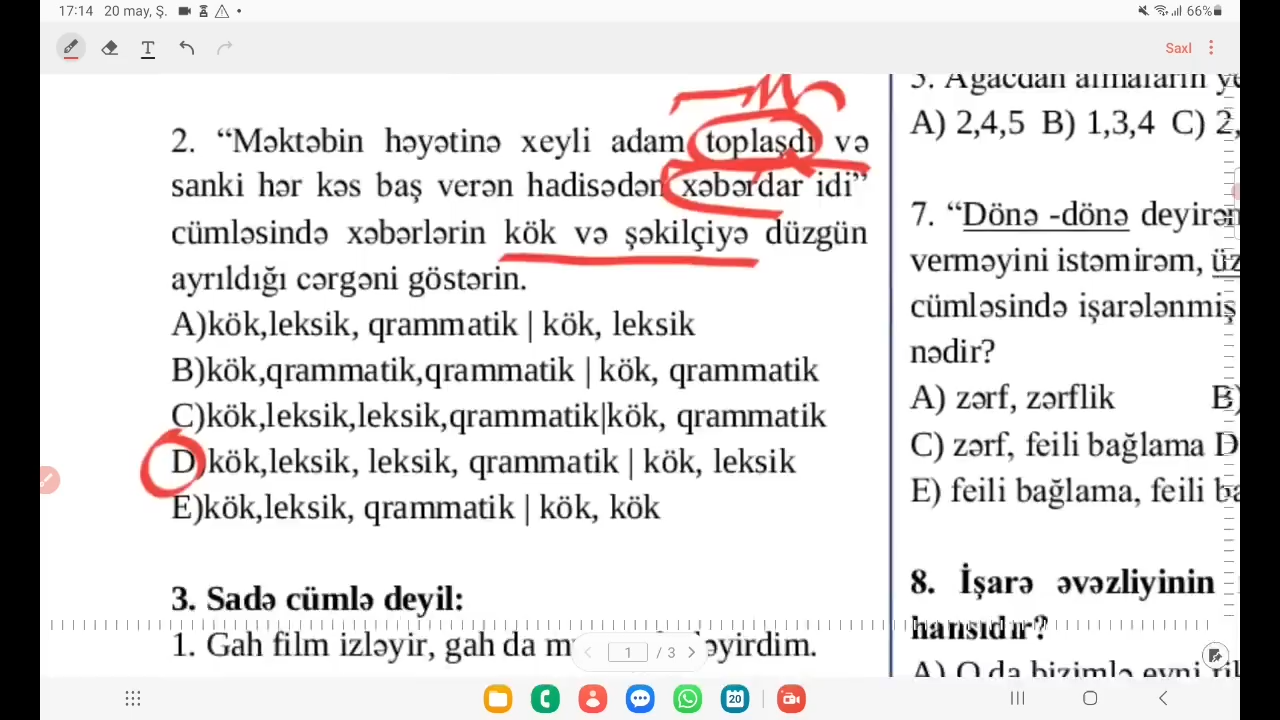 17:14 20 may, Ş.
66%
T
Saxl
2. “Məktəbin həyətinə xeyli adam toplaşdı və
sanki hər kəs baş verən hadisədən xəbərdar idi”
cümləsində xəbərlərin kök və şəkilçiyə düzgün
ayrıldığı cərgəni göstərin.
A)kök,leksik, qrammatik | kök, leksik
B)kök,qrammatik,qrammatik | kök, qrammatik
C)kök,leksik,leksik,qrammatik|kök, qrammatik
D)kök,leksik, leksik, qrammatik | kök, leksik
E)kök,leksik, qrammatik | kök, kök
3. Sadə cümlə deyil:
1. Gah film izləyir, gah da
A) 2,4,5 B) 1,3,4 C) 2,
7. “Dönə -dönə deyirəm
verməyini istəmirəm,
cümləsində işarələnmiş
nədir?
A) zərf, zərflik B)
C) zərf, feili bağlama D
E) feili bağlama, feili
8. İşarə əvəzliyinin
hansıdır?
A) O da bizimlə eyni
1 / 3
20